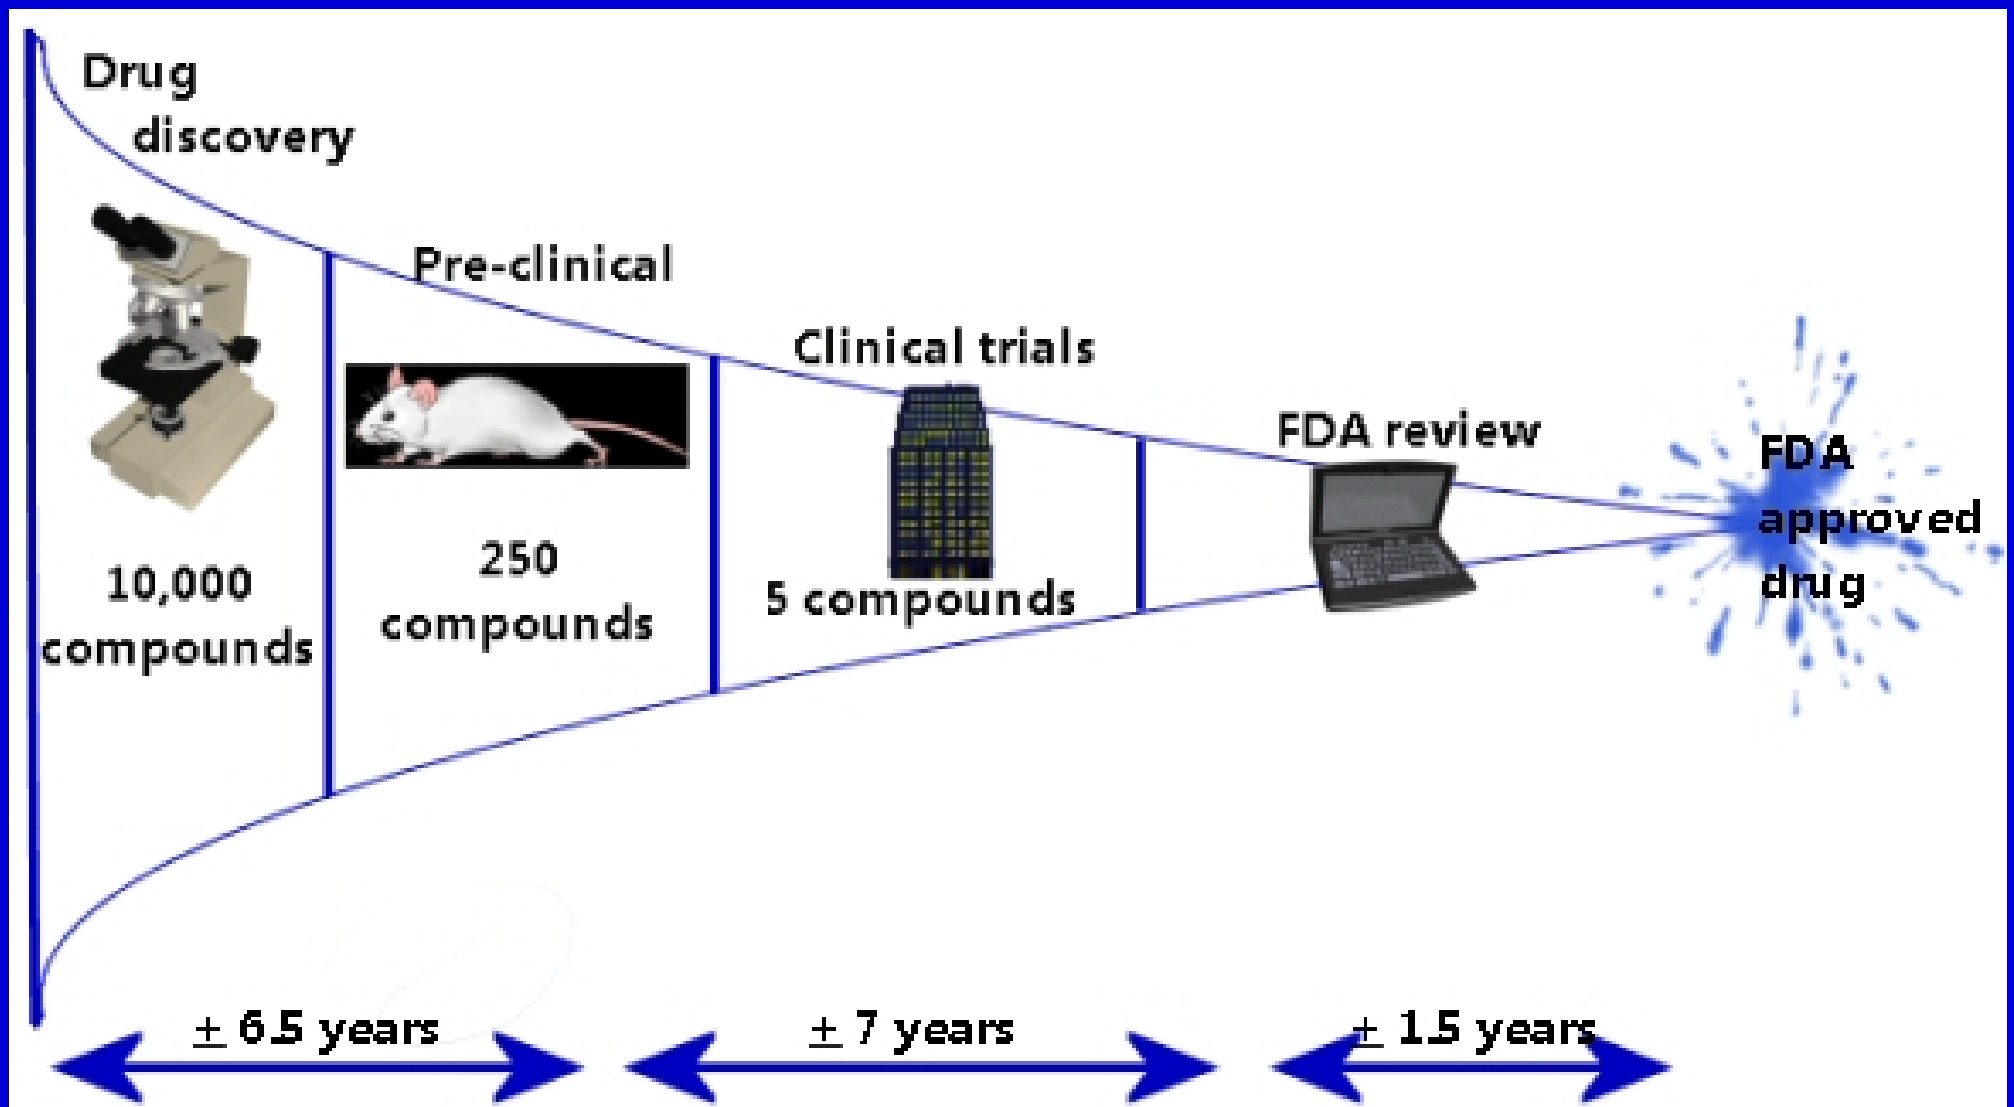 Drug
discovery
Pre-clinical
Clinical trials
FDA review
FDA
approved
drug
10,000
compounds
250
compounds
5 compounds
± 6.5 years
± 7 years
± 1.5 years